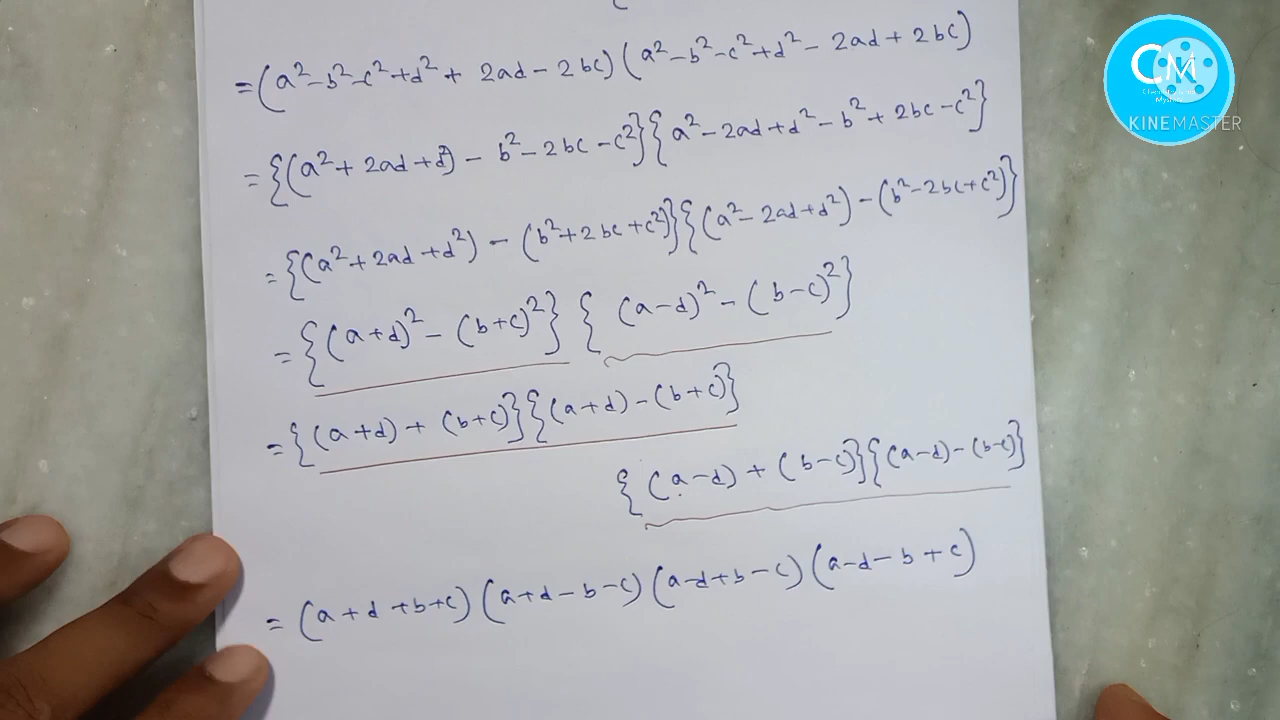 = (a² - b² - c² + d² + 2ad - 2bc) (a² - b² - c² + d² - 2ad + 2bc)
= {(a² + 2ad + d²) - b² - 2bc - c²} {a² - 2ad + d² - b² + 2bc - c²}
= {(a² + 2ad + d²) - (b² + 2bc + c²)} {(a² - 2ad + d²) - (b² - 2bc + c²)}
= {(a+d)² - (b+c)²} {(a-d)² - (b-c)²}
= {(a+d) + (b+c)} {(a+d) - (b+c)}
{(a-d) + (b-c)} {(a-d) - (b-c)}
= (a+d+b+c) (a+d-b-c) (a-d+b-c) (a-d-b+c)
CM
KINEMASTER